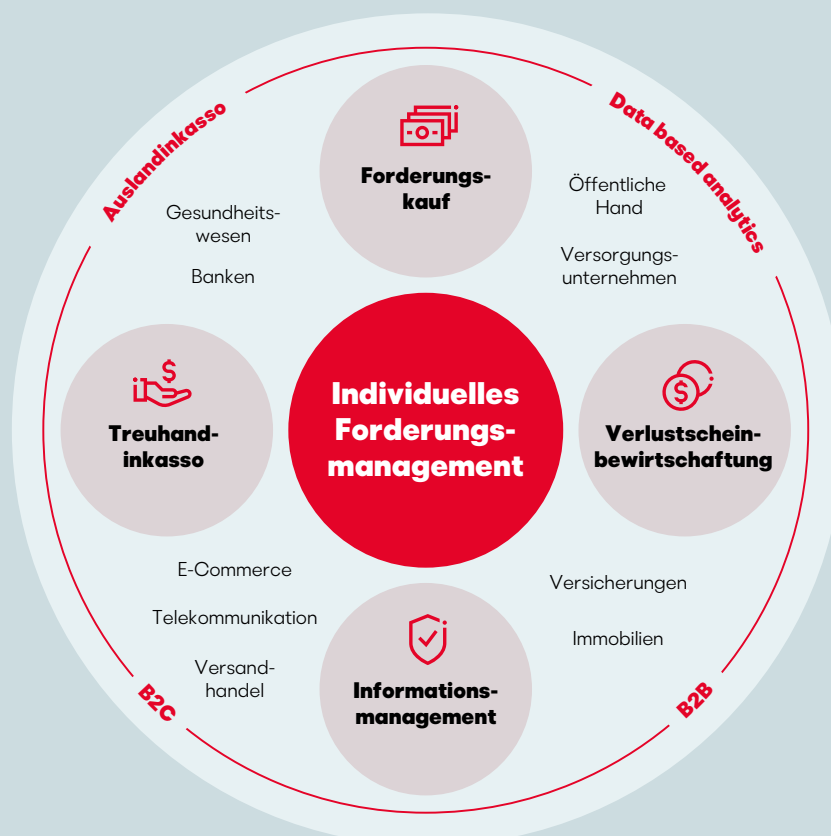 Auslandinkasso
Data based analytics
Forderungs-
kauf
Gesundheits-
wesen
Banken
Öffentliche
Hand
Versorgungs-
unternehmen
Treuhand-
inkasso
Individuelles
Forderungs-
management
Verlustschein-
bewirtschaftung
E-Commerce
Telekommunikation
Versand-
handel
Versicherungen
Immobilien
Informations-
management
B2C
B2B